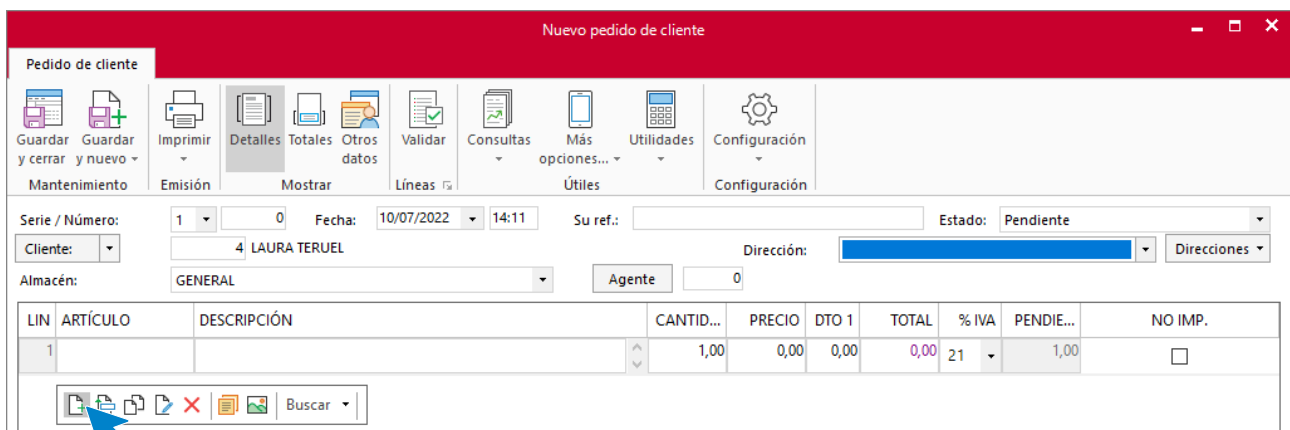 Nuevo pedido de cliente
Pedido de cliente
Guardar y cerrar
Guardar y nuevo
Imprimir
Detalles
Totales
Otros datos
Validar
Consultas
Más opciones...
Utilidades
Configuración
Mantenimiento
Emisión
Mostrar
Líneas
Útiles
Configuración
Serie / Número: 1 0 Fecha: 10/07/2022 14:11 Su ref.: Estado: Pendiente
Cliente: 4 LAURA TERUEL Dirección: Direcciones
Almacén: GENERAL Agente 0
LIN ARTÍCULO DESCRIPCIÓN CANTID... PRECIO DTO 1 TOTAL % IVA PENDIE... NO IMP.
1 1,00 0,00 0,00 0,00 21 1,00
Buscar